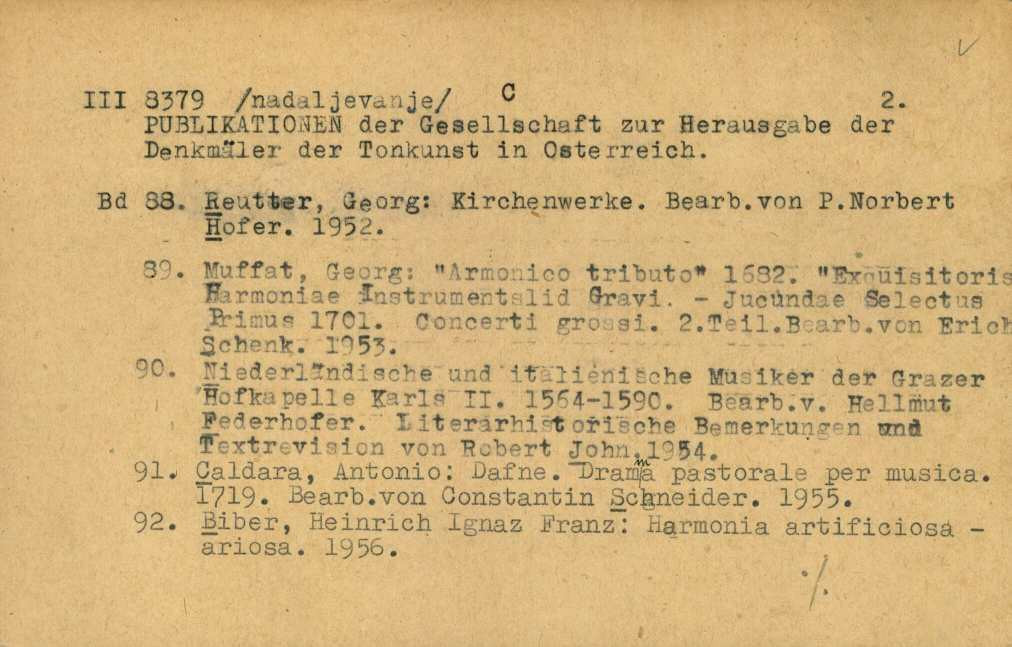 III 8379 /nadaljevanje/ C 2.
PUBLIKATIONEN der Gesellschaft zur Herausgabe der
Denkmäler der Tonkunst in Osterreich.
Bd 88. Reutter, Georg: Kirchenwerke. Bearb.von P.Norbert
Hofer. 1952.
89. Muffat, Georg: "Armonico tributo" 1682. "Exquisitoris
Harmoniae Instrumentalid Gravi. - Jucundae Selectus
Primus 1701. Concerti grossi. 2.Teil.Bearb.von Erich
Schenk. 1953.
90. Niederländische und italienische Musiker der Grazer
Hofkapelle Karls II. 1564-1590. Bearb.v. Hellmut
Federhofer. Literarhistorische Bemerkungen und
Textrevision von Robert John.1954.
91. Caldara, Antonio: Dafne. Dramma pastorale per musica.
1719. Bearb.von Constantin Schneider. 1955.
92. Biber, Heinrich Ignaz Franz: Harmonia artificiosa -
ariosa. 1956.
./.